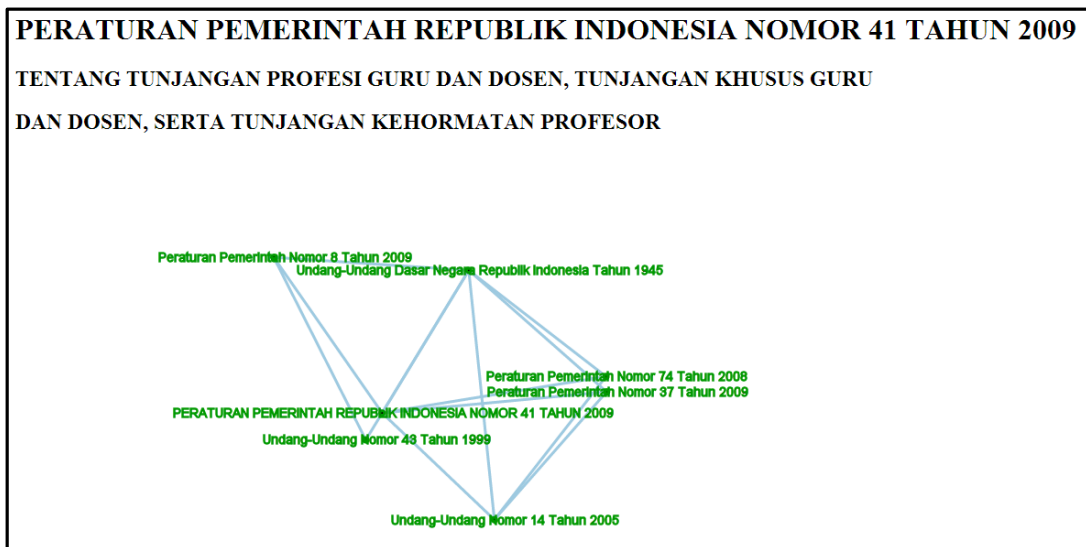 PERATURAN PEMERINTAH REPUBLIK INDONESIA NOMOR 41 TAHUN 2009
TENTANG TUNJANGAN PROFESI GURU DAN DOSEN, TUNJANGAN KHUSUS GURU
DAN DOSEN, SERTA TUNJANGAN KEHORMATAN PROFESOR
Peraturan Pemerintah Nomor 8 Tahun 2009
Undang-Undang Dasar Negara Republik Indonesia Tahun 1945
Peraturan Pemerintah Nomor 74 Tahun 2008
Peraturan Pemerintah Nomor 37 Tahun 2009
PERATURAN PEMERINTAH REPUBLIK INDONESIA NOMOR 41 TAHUN 2009
Undang-Undang Nomor 43 Tahun 1999
Undang-Undang Nomor 14 Tahun 2005